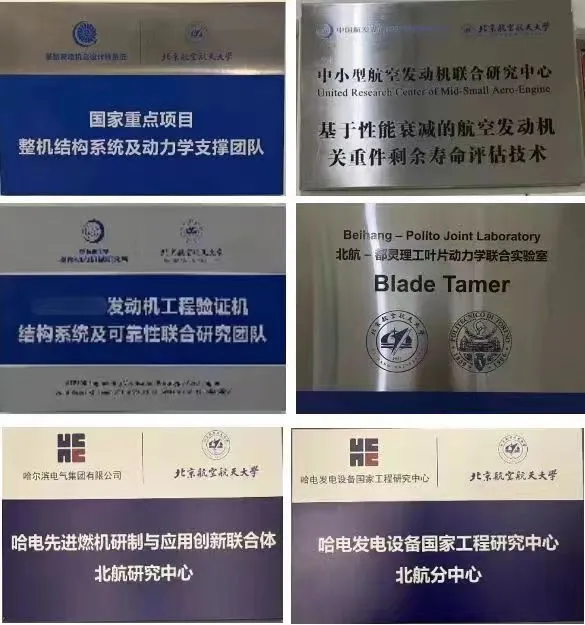 北京航空航天大学
国家重点项目
整机结构系统及动力学支撑团队
北京航空航天大学
中小型航空发动机联合研究中心
United Research Center of Mid-Small Aero-Engine
基于性能衰减的航空发动机
关重件剩余寿命评估技术
北京航空航天大学
发动机工程验证机
结构系统及可靠性联合研究团队
Beihang – Polito Joint Laboratory
北航 – 都灵理工叶片动力学联合实验室
Blade Tamer
哈尔滨电气集团有限公司
北京航空航天大学
哈电先进燃机研制与应用创新联合体
北航研究中心
哈电发电设备国家工程研究中心
北京航空航天大学
哈电发电设备国家工程研究中心
北航分中心